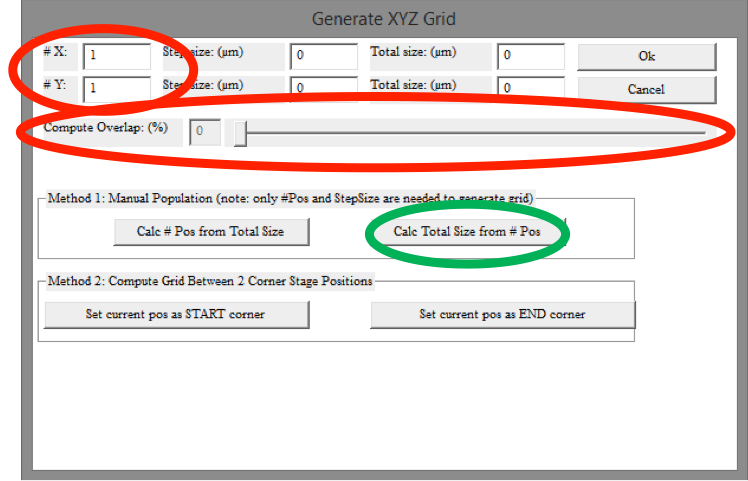 Generate XYZ Grid
# X: 1 Step size: (µm) 0 Total size: (µm) 0 Ok
# Y: 1 Step size: (µm) 0 Total size: (µm) 0 Cancel
Compute Overlap: (%) 0
Method 1: Manual Population (note: only #Pos and StepSize are needed to generate grid)
Calc # Pos from Total Size Calc Total Size from # Pos
Method 2: Compute Grid Between 2 Corner Stage Positions
Set current pos as START corner Set current pos as END corner